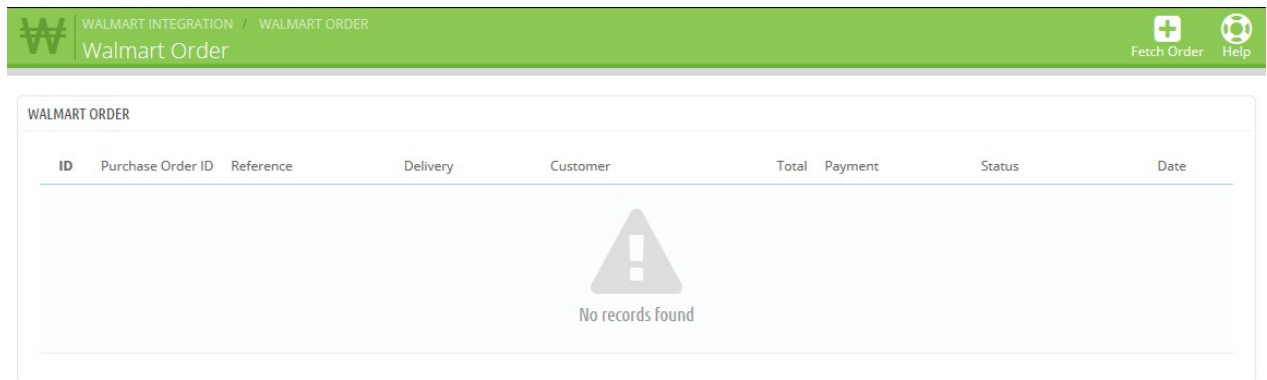 WALMART INTEGRATION / WALMART ORDER
Walmart Order
Fetch Order Help
WALMART ORDER
ID Purchase Order ID Reference Delivery Customer Total Payment Status Date
No records found